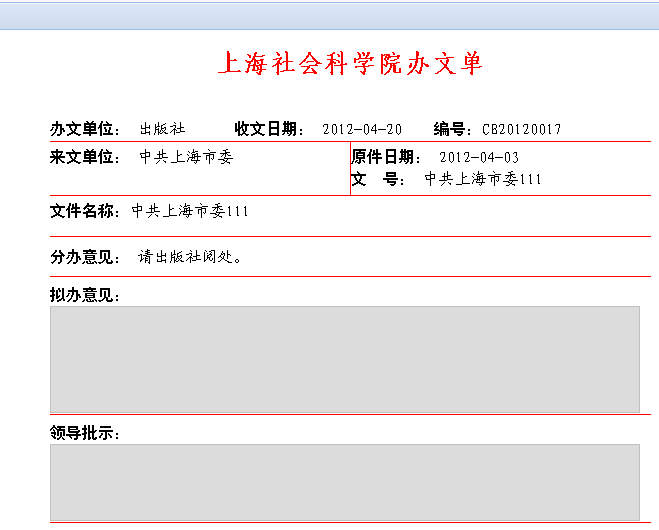 上海社会科学院办文单
办文单位： 出版社 收文日期： 2012-04-20 编号：CB20120017
来文单位： 中共上海市委 原件日期： 2012-04-03
文 号： 中共上海市委111
文件名称：中共上海市委111
分办意见： 请出版社阅处。
拟办意见：
领导批示：